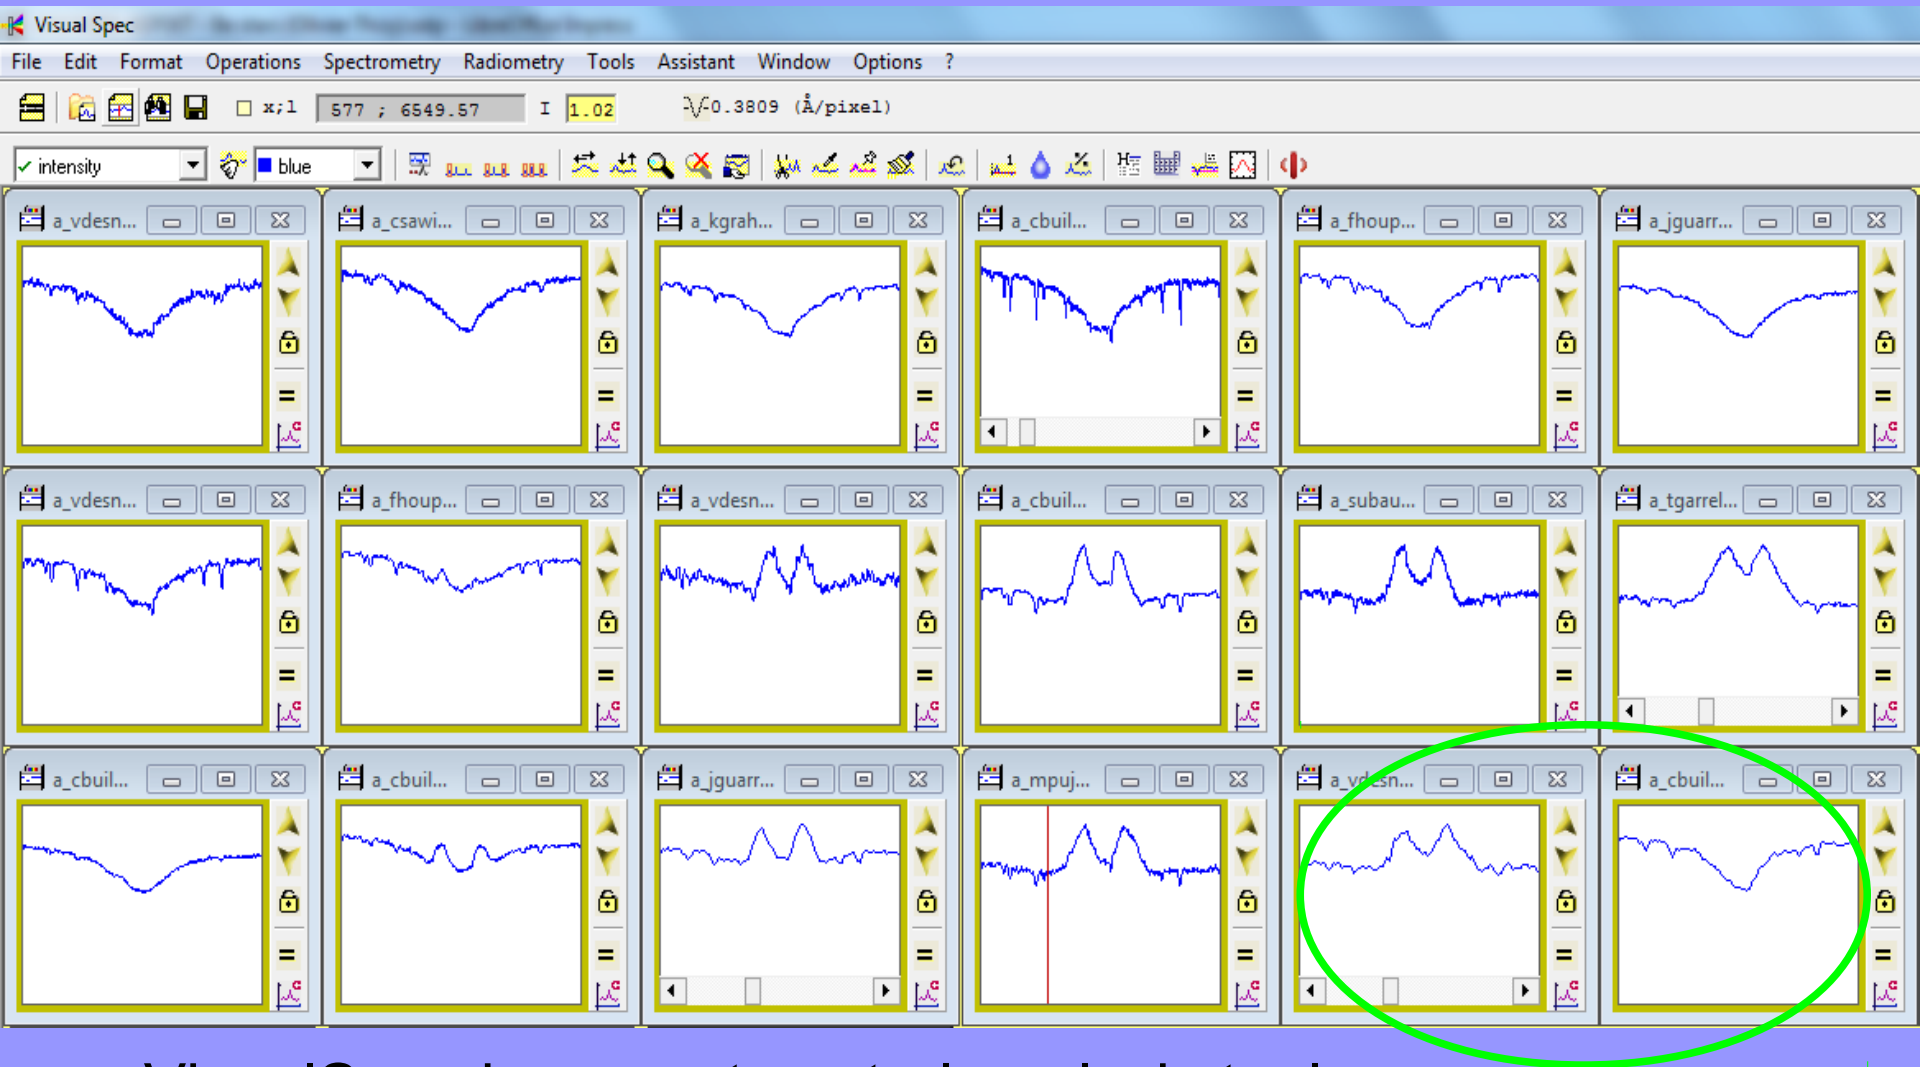 Visual Spec
File Edit Format Operations Spectrometry Radiometry Tools Assistant Window Options ?
x;l 577 ; 6549.57 I 1.02 0.3809 (Å/pixel)
intensity blue
a_vdesn... a_csawi... a_kgrah... a_cbuil... a_fhoup... a_jguarr...
a_vdesn... a_fhoup... a_vdesn... a_cbuil... a_subau... a_tgarrel...
a_cbuil... a_cbuil... a_jguarr... a_mpuj... a_vdesn... a_cbuil...